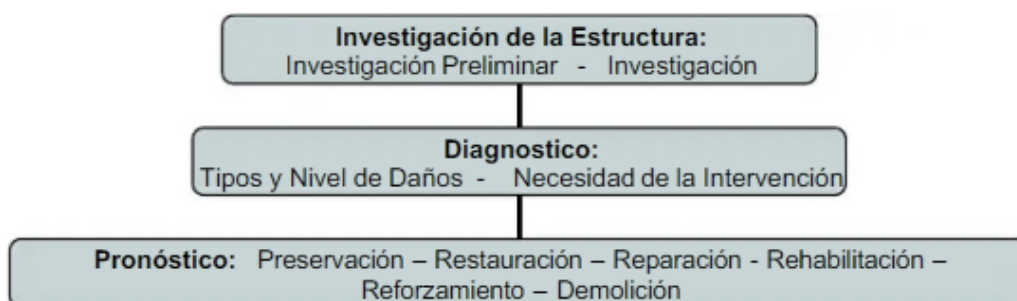 Investigación de la Estructura:
Investigación Preliminar - Investigación
Diagnostico:
Tipos y Nivel de Daños - Necesidad de la Intervención
Pronóstico: Preservación – Restauración – Reparación - Rehabilitación –
Reforzamiento – Demolición